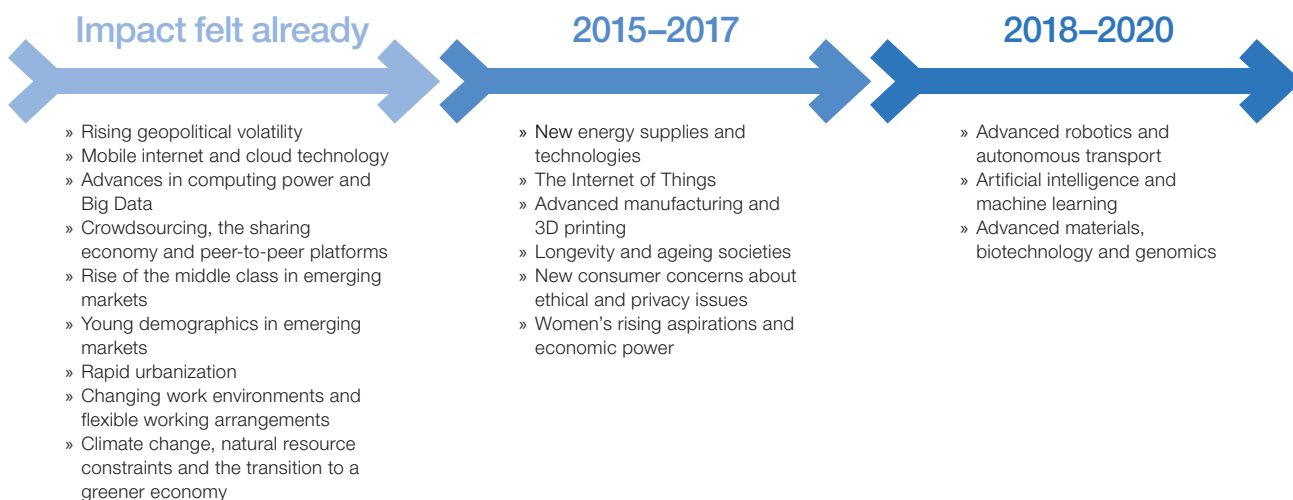 Impact felt already
» Rising geopolitical volatility
» Mobile internet and cloud technology
» Advances in computing power and
Big Data
» Crowdsourcing, the sharing
economy and peer-to-peer platforms
» Rise of the middle class in emerging
markets
» Young demographics in emerging
markets
» Rapid urbanization
» Changing work environments and
flexible working arrangements
» Climate change, natural resource
constraints and the transition to a
greener economy
2015–2017
» New energy supplies and
technologies
» The Internet of Things
» Advanced manufacturing and
3D printing
» Longevity and ageing societies
» New consumer concerns about
ethical and privacy issues
» Women’s rising aspirations and
economic power
2018–2020
» Advanced robotics and
autonomous transport
» Artificial intelligence and
machine learning
» Advanced materials,
biotechnology and genomics